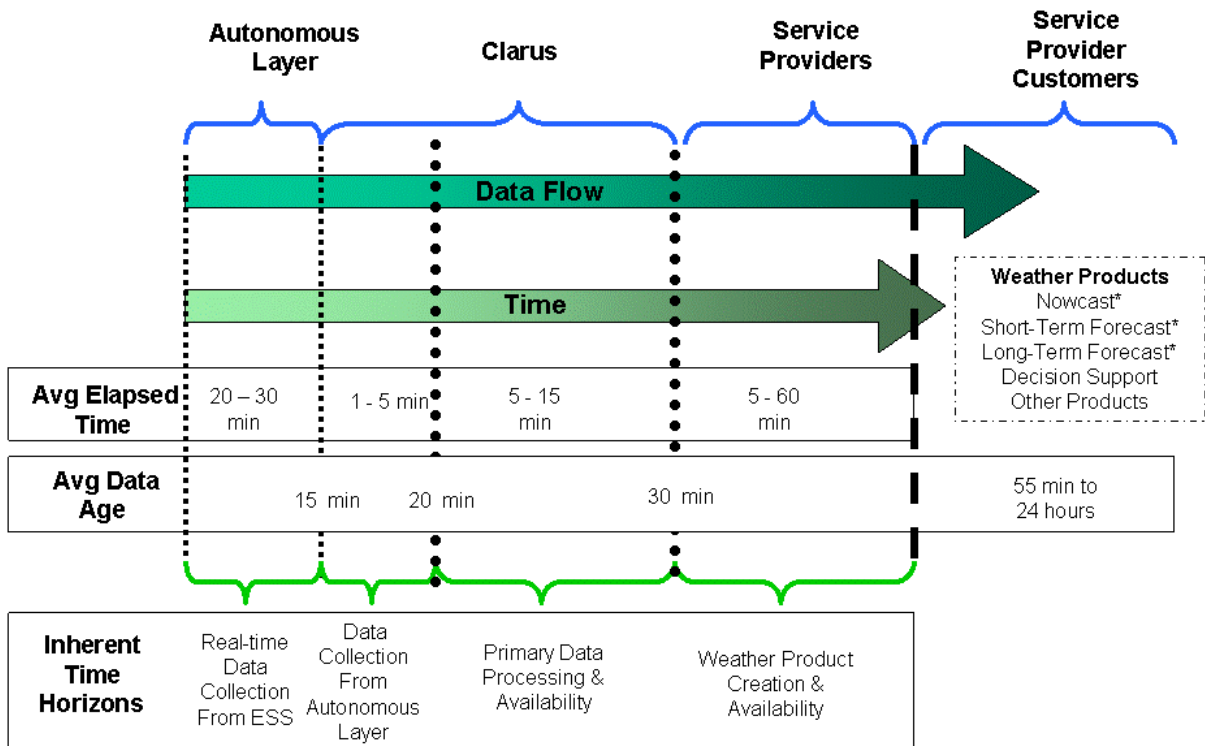 Autonomous
Layer
Clarus
Service
Providers
Service
Provider
Customers
Data Flow
Time
Weather Products
Nowcast*
Short-Term Forecast*
Long-Term Forecast*
Decision Support
Other Products
Avg Elapsed
Time
20 – 30
min
1 - 5 min
5 - 15
min
5 - 60
min
Avg Data
Age
15 min
20 min
30 min
55 min to
24 hours
Inherent
Time
Horizons
Real-time
Data
Collection
From ESS
Data
Collection
From
Autonomous
Layer
Primary Data
Processing &
Availability
Weather Product
Creation &
Availability